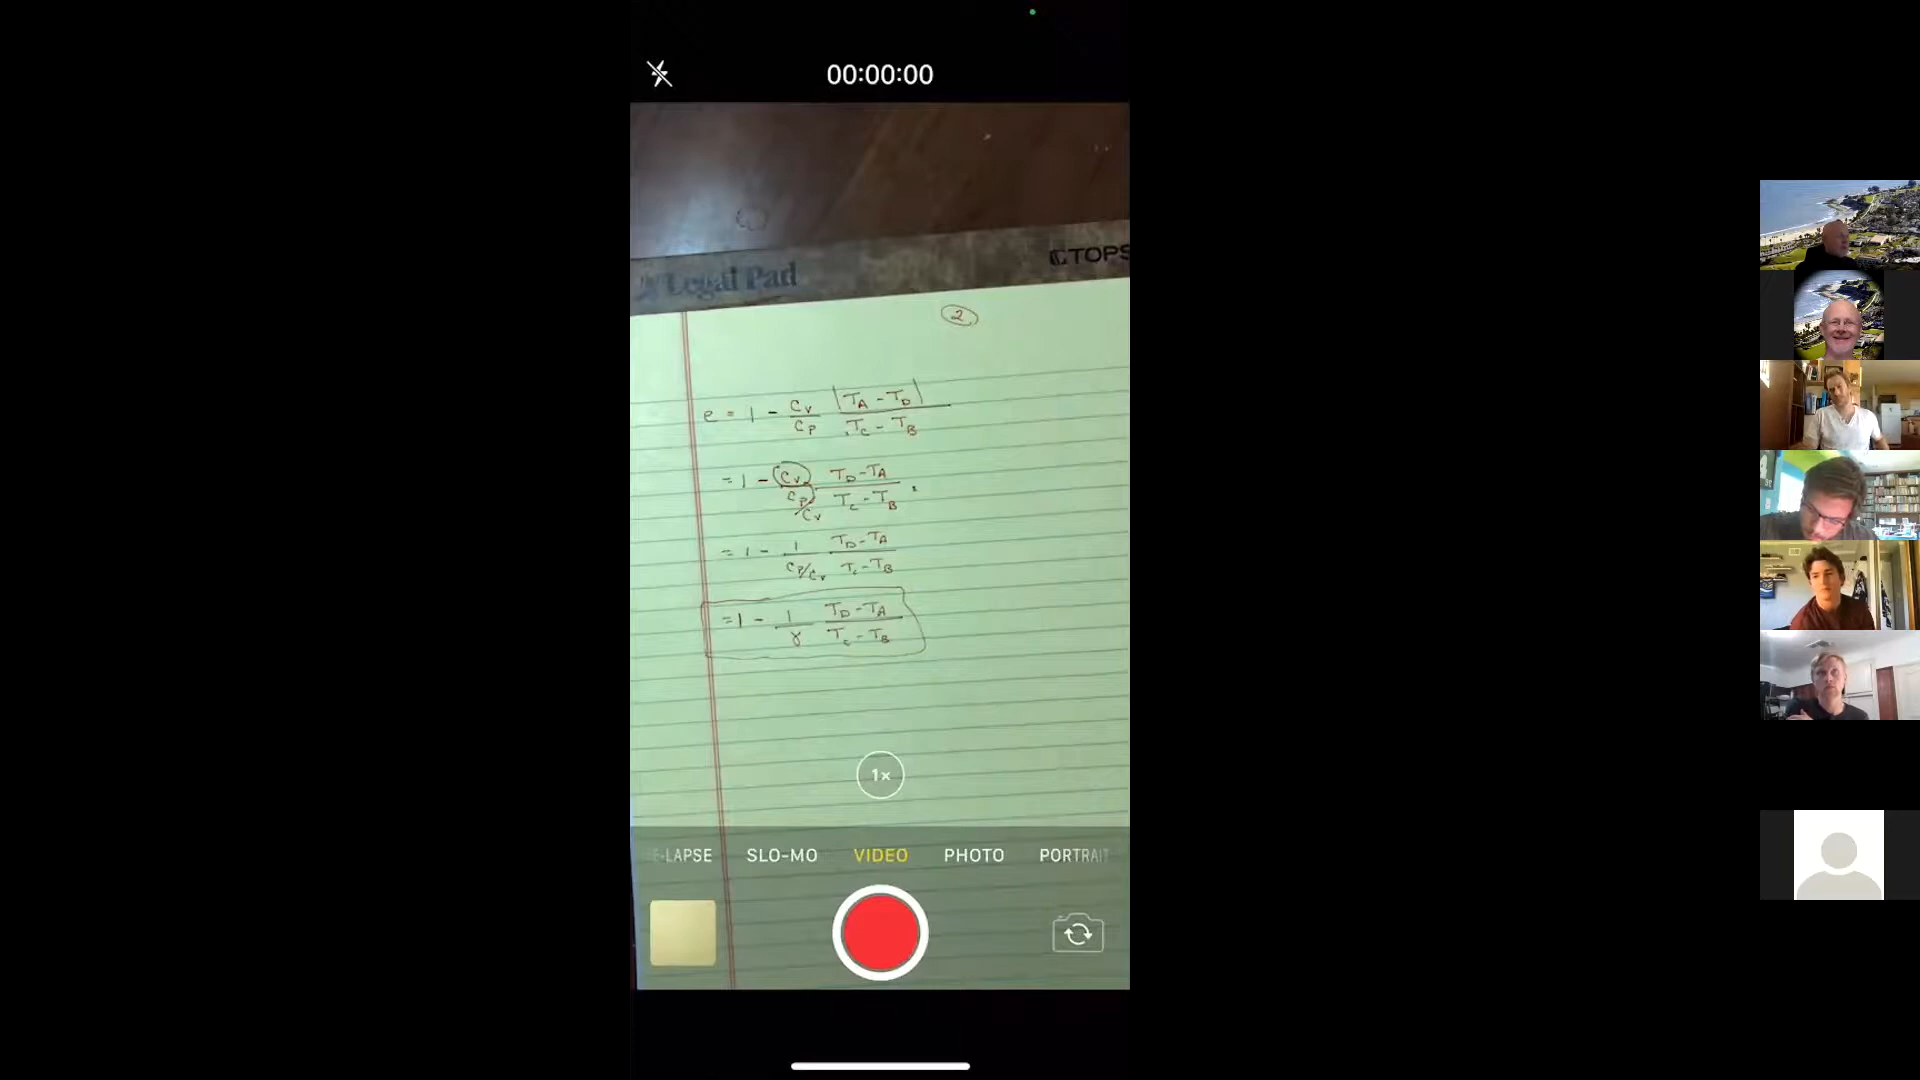 00:00:00
Legal Pad
TOPS
2
e = 1 - Cv/Cp |TA - TD|/TC - TB
= 1 - Cv/Cp/Cv TD - TA/TC - TB .
= 1 - 1/Cp/Cv TD - TA/TC - TB
= 1 - 1/γ TD - TA/TC - TB
1×
E-LAPSE SLO-MO VIDEO PHOTO PORTRAIT